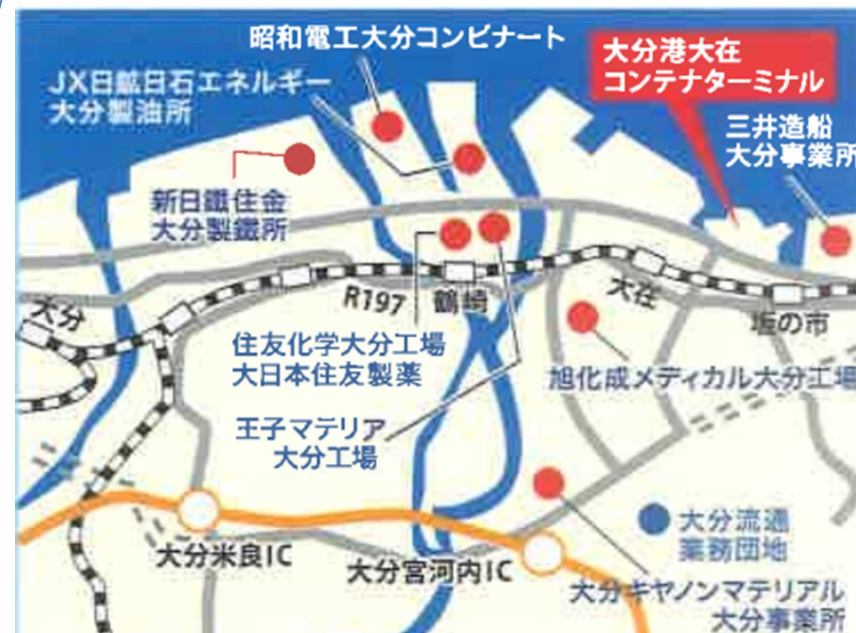 昭和電工大分コンビナート
大分港大在
コンテナターミナル
JX日鉱日石エネルギー
大分製油所
三井造船
大分事業所
新日鐵住金
大分製鐵所
大分
R197
鶴崎
大在
坂の市
住友化学大分工場
大日本住友製薬
旭化成メディカル大分工場
王子マテリア
大分工場
大分流通
業務団地
大分米良IC
大分宮河内IC
大分キヤノンマテリアル
大分事業所